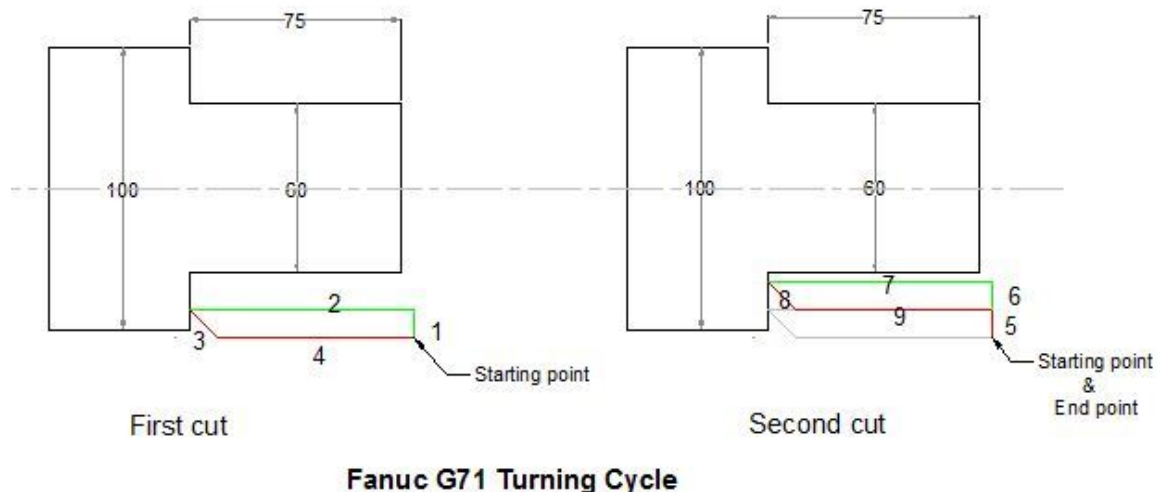 75
75
100
60
100
60
2
7
8
6
9
5
1
3
4
Starting point
Starting point
&
End point
First cut
Second cut
Fanuc G71 Turning Cycle